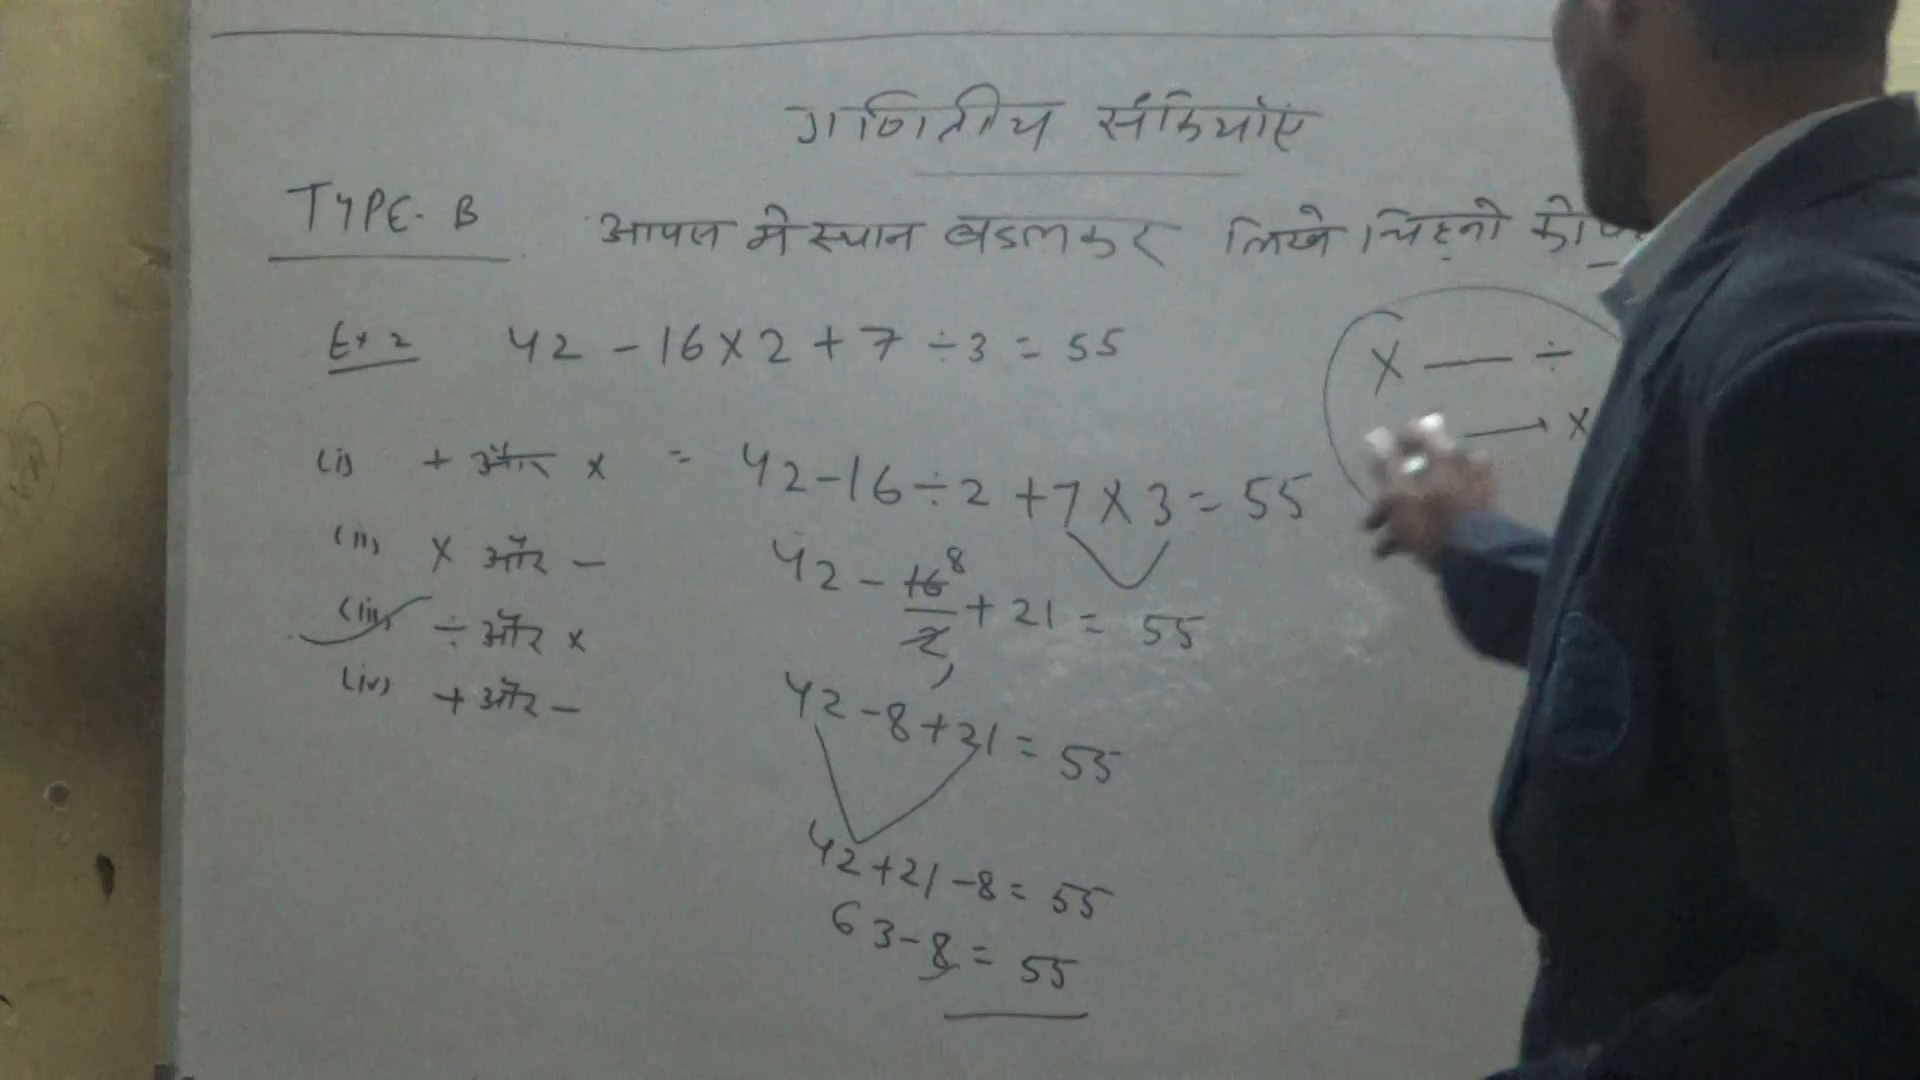 गणितीय संक्रियाएं
TYPE- B आपस मे स्थान बदलकर लिखे चिह्नो को
Ex 2 42 - 16 × 2 + 7 ÷ 3 = 55
× — ÷
→ ×
(i) + और × = 42 - 16 ÷ 2 + 7 × 3 = 55
(ii) × और -
42 - 16/2 8 + 21 = 55
(iii) ÷ और ×
(iv) + और -
42 - 8 + 21 = 55
42 + 21 - 8 = 55
63 - 8 = 55